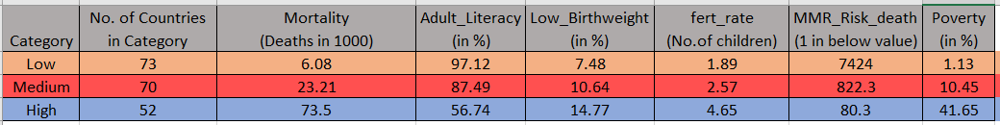 Category No. of Countries in Category Mortality (Deaths in 1000) Adult_Literacy (in %) Low_Birthweight (in %) fert_rate (No.of children) MMR_Risk_death (1 in below value) Poverty (in %)
Low 73 6.08 97.12 7.48 1.89 7424 1.13
Medium 70 23.21 87.49 10.64 2.57 822.3 10.45
High 52 73.5 56.74 14.77 4.65 80.3 41.65